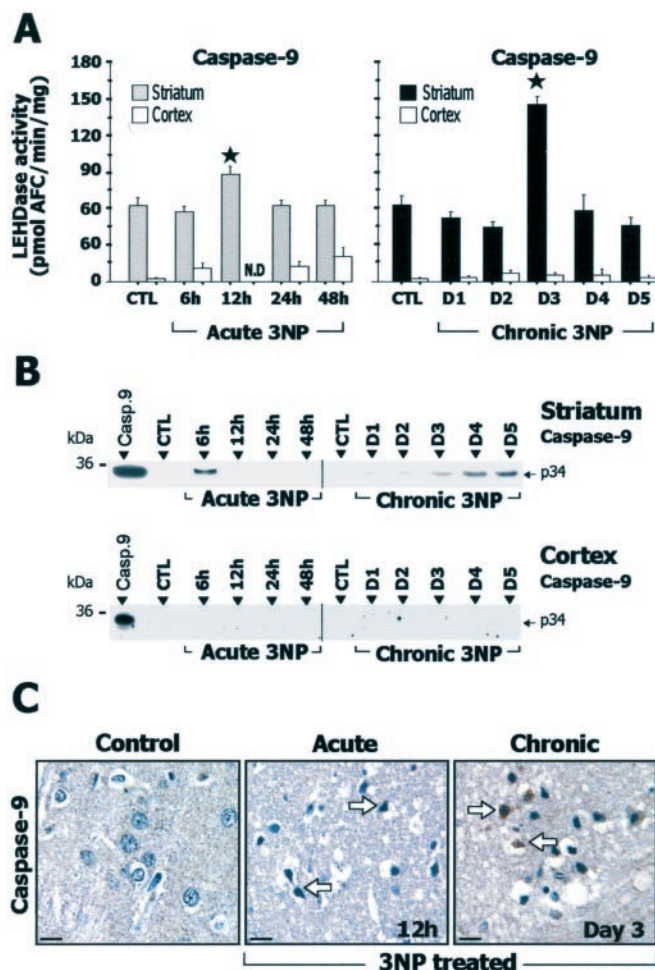 A
Caspase-9
Caspase-9
LEHDase activity
(pmol AFC/min/mg)
180
150
120
90
60
0
Striatum
Cortex
N.D
CTL 6h 12h 24h 48h
Acute 3NP
180
Striatum
Cortex
CTL D1 D2 D3 D4 D5
Chronic 3NP
B
kDa
36
Casp.9 CTL 6h 12h 24h 48h CTL D1 D2 D3 D4 D5
Striatum
Caspase-9
p34
Acute 3NP
Chronic 3NP
kDa
36
Casp.9 CTL 6h 12h 24h 48h CTL D1 D2 D3 D4 D5
Cortex
Caspase-9
p34
Acute 3NP
Chronic 3NP
C
Control
Acute
Chronic
Caspase-9
12h
Day 3
3NP treated